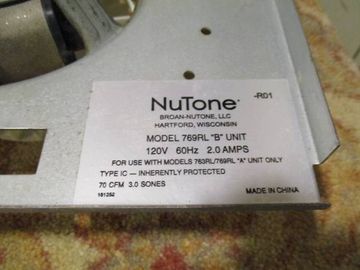 -R01
NuTone®
BROAN-NUTONE, LLC
HARTFORD, WISCONSIN
MODEL 769RL "B" UNIT
120V 60Hz 2.0 AMPS
FOR USE WITH MODELS 763RL/769RL "A" UNIT ONLY
TYPE IC — INHERENTLY PROTECTED
70 CFM 3.0 SONES
MADE IN CHINA